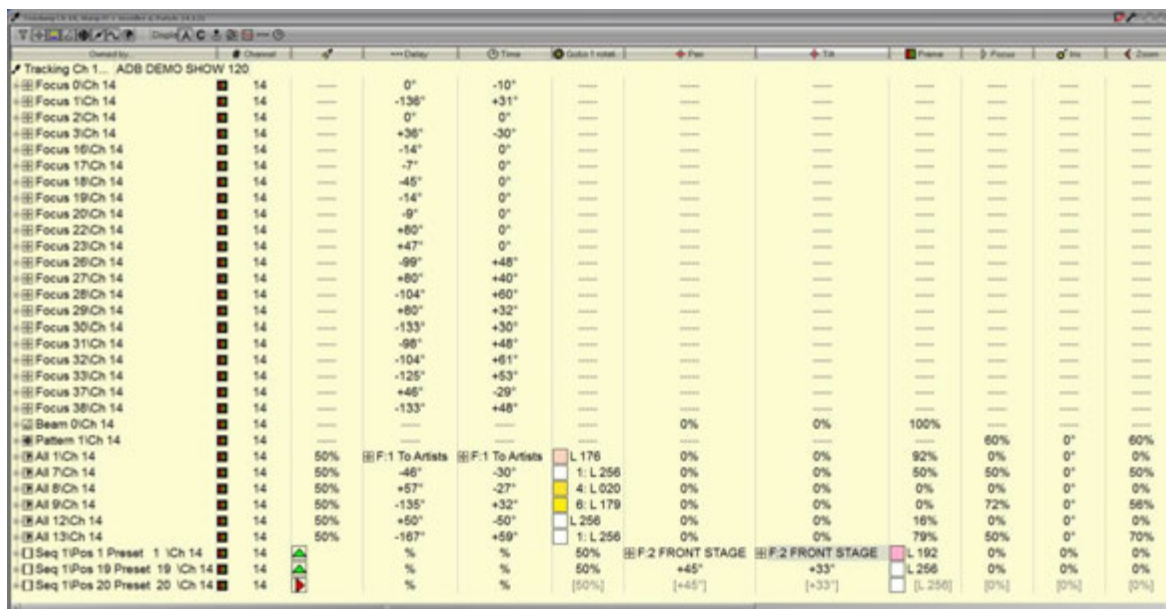 Display A C
Owned by... # Channel Delay Time Gobo 1 rotat. Pan Tilt Frame Focus Iris Zoom
Tracking Ch 1... ADB DEMO SHOW 120
Focus 0\Ch 14 14 ----- 0° -10° ----- ----- ----- ----- ----- ----- -----
Focus 1\Ch 14 14 ----- -136° +31° ----- ----- ----- ----- ----- ----- -----
Focus 2\Ch 14 14 ----- 0° 0° ----- ----- ----- ----- ----- ----- -----
Focus 3\Ch 14 14 ----- +36° -30° ----- ----- ----- ----- ----- ----- -----
Focus 16\Ch 14 14 ----- -14° 0° ----- ----- ----- ----- ----- ----- -----
Focus 17\Ch 14 14 ----- -7° 0° ----- ----- ----- ----- ----- ----- -----
Focus 18\Ch 14 14 ----- -45° 0° ----- ----- ----- ----- ----- ----- -----
Focus 19\Ch 14 14 ----- -14° 0° ----- ----- ----- ----- ----- ----- -----
Focus 20\Ch 14 14 ----- -9° 0° ----- ----- ----- ----- ----- ----- -----
Focus 22\Ch 14 14 ----- +80° 0° ----- ----- ----- ----- ----- ----- -----
Focus 23\Ch 14 14 ----- +47° 0° ----- ----- ----- ----- ----- ----- -----
Focus 26\Ch 14 14 ----- -99° +48° ----- ----- ----- ----- ----- ----- -----
Focus 27\Ch 14 14 ----- +80° +40° ----- ----- ----- ----- ----- ----- -----
Focus 28\Ch 14 14 ----- -104° +60° ----- ----- ----- ----- ----- ----- -----
Focus 29\Ch 14 14 ----- +80° +32° ----- ----- ----- ----- ----- ----- -----
Focus 30\Ch 14 14 ----- -133° +30° ----- ----- ----- ----- ----- ----- -----
Focus 31\Ch 14 14 ----- -98° +48° ----- ----- ----- ----- ----- ----- -----
Focus 32\Ch 14 14 ----- -104° +61° ----- ----- ----- ----- ----- ----- -----
Focus 33\Ch 14 14 ----- -125° +53° ----- ----- ----- ----- ----- ----- -----
Focus 37\Ch 14 14 ----- +46° -29° ----- ----- ----- ----- ----- ----- -----
Focus 38\Ch 14 14 ----- -133° +48° ----- ----- ----- ----- ----- ----- -----
Beam 0\Ch 14 14 ----- ----- ----- ----- 0% 0% 100% ----- ----- -----
Pattern 1\Ch 14 14 ----- ----- ----- ----- ----- ----- ----- 60% 0° 60%
All 1\Ch 14 14 50% F:1 To Artists F:1 To Artists L 176 0% 0% 92% 0% 0° 0%
All 7\Ch 14 14 50% -46° -30° 1: L 256 0% 0% 50% 50% 0° 50%
All 8\Ch 14 14 50% +57° -27° 4: L 020 0% 0% 0% 0% 0° 0%
All 9\Ch 14 14 50% -135° +32° 6: L 179 0% 0% 0% 72% 0° 56%
All 12\Ch 14 14 50% +50° -50° L 256 0% 0% 16% 0% 0° 0%
All 13\Ch 14 14 50% -167° +59° 1: L 256 0% 0% 79% 50% 0° 70%
Seq 1\Pos 1 Preset 1 \Ch 14 14 % % 50% F:2 FRONT STAGE F:2 FRONT STAGE L 192 0% 0% 0%
Seq 1\Pos 19 Preset 19 \Ch 14 14 % % 50% +45° +33° L 256 0% 0% 0%
Seq 1\Pos 20 Preset 20 \Ch 14 14 % % [50%] [+45°] [+33°] [L 256] [0%] [0%] [0%]